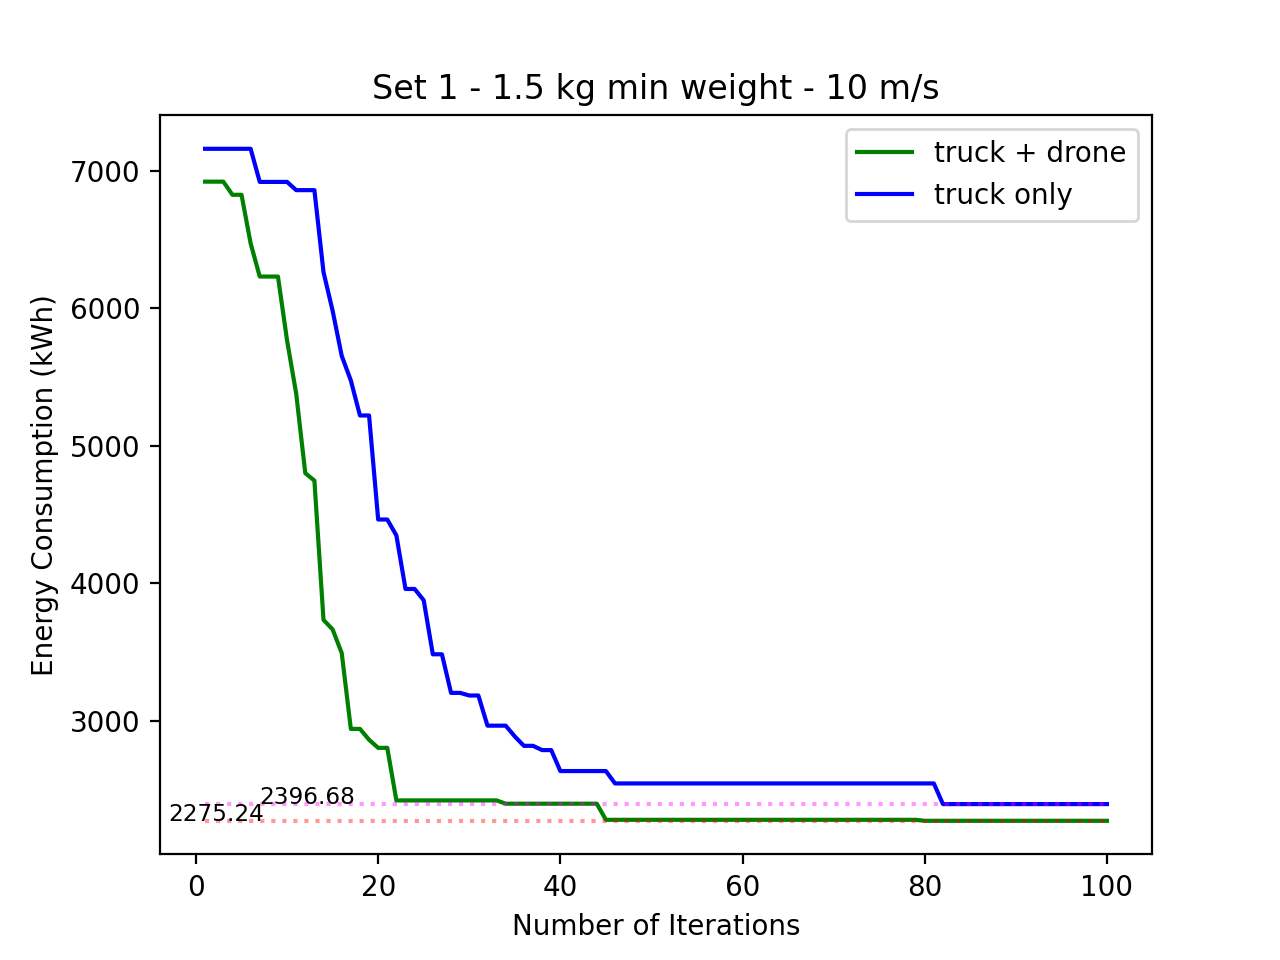 Set 1 - 1.5 kg min weight - 10 m/s
truck + drone
truck only
Energy Consumption (kWh)
7000
6000
5000
4000
3000
2396.68
2275.24
0 20 40 60 80 100
Number of Iterations